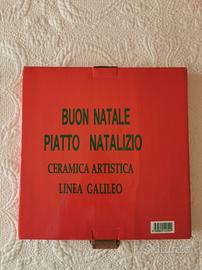 BUON NATALE
PIATTO NATALIZIO
CERAMICA ARTISTICA
LINEA GALILEO